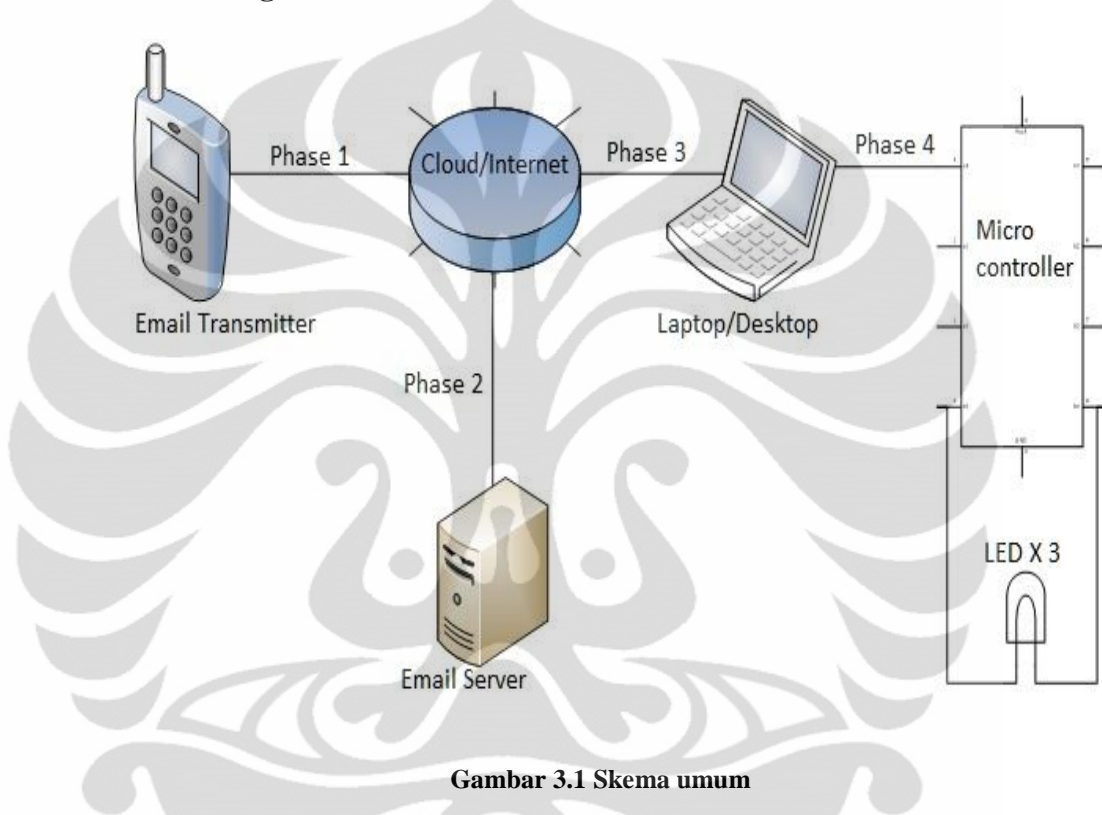 Phase 1
Cloud/Internet
Phase 3
Phase 4
Micro
controller
Email Transmitter
Laptop/Desktop
Phase 2
LED X 3
Email Server
Gambar 3.1 Skema umum